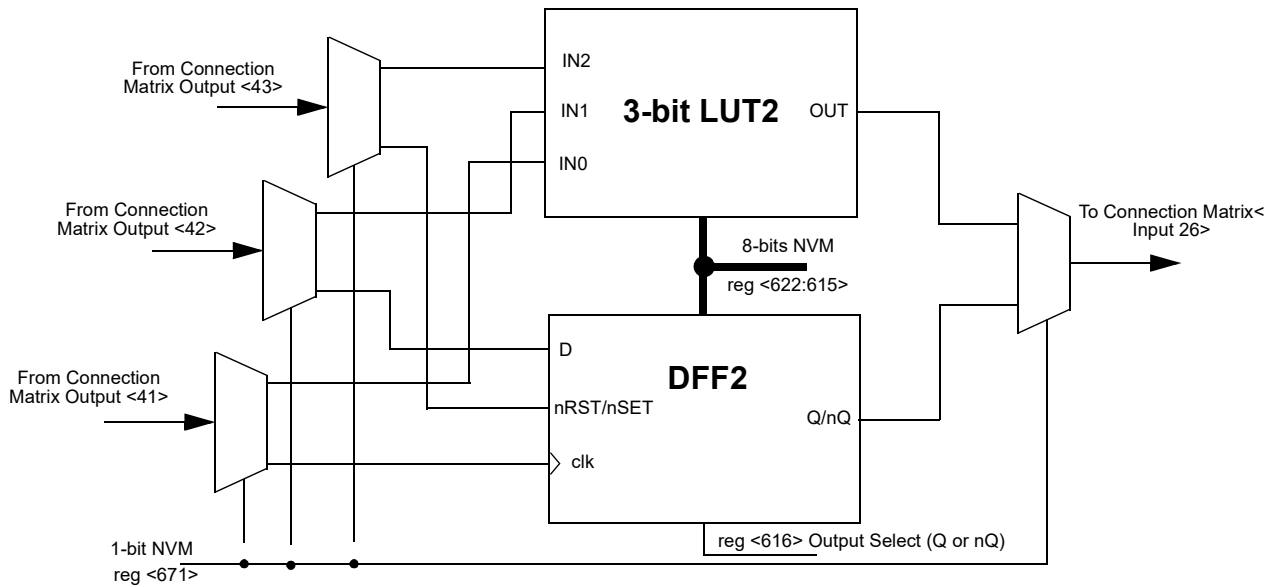 From Connection
Matrix Output <43>
IN2
IN1
3-bit LUT2
OUT
IN0
From Connection
Matrix Output <42>
To Connection Matrix<
Input 26>
8-bits NVM
reg <622:615>
D
DFF2
From Connection
Matrix Output <41>
nRST/nSET
Q/nQ
clk
reg <616> Output Select (Q or nQ)
1-bit NVM
reg <671>